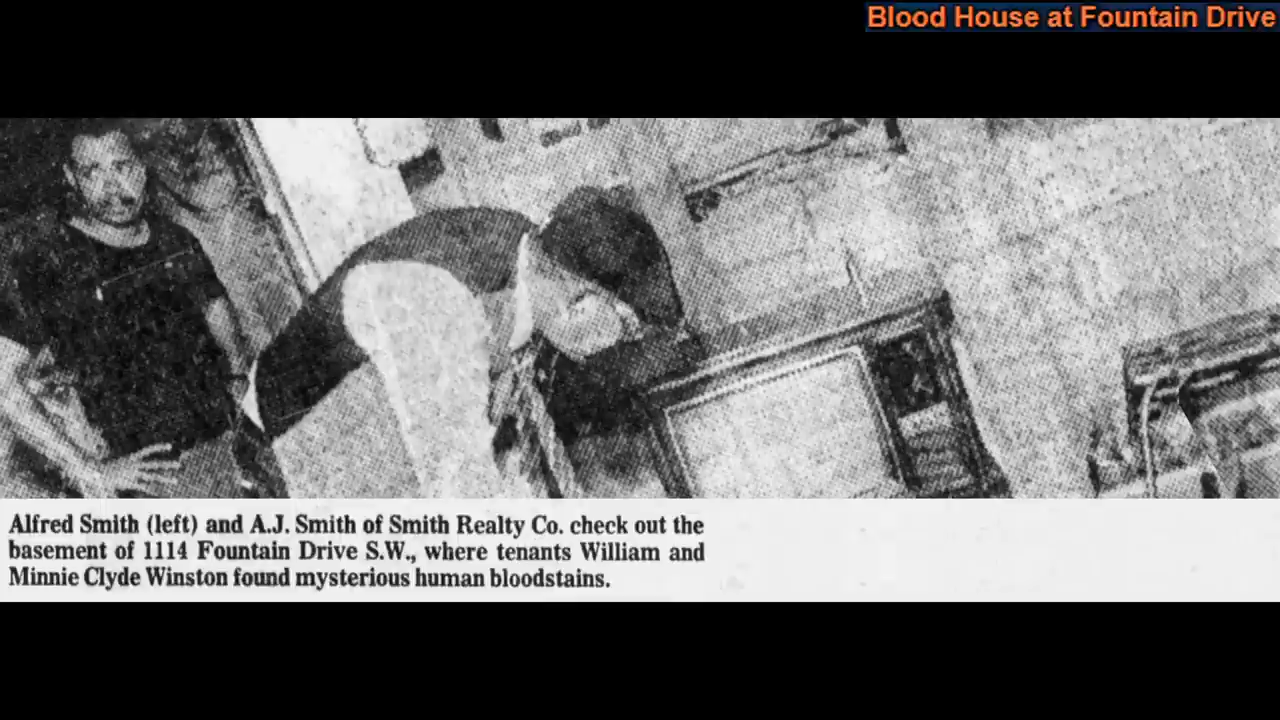 Blood House at Fountain Drive
Alfred Smith (left) and A.J. Smith of Smith Realty Co. check out the
basement of 1114 Fountain Drive S.W., where tenants William and
Minnie Clyde Winston found mysterious human bloodstains.